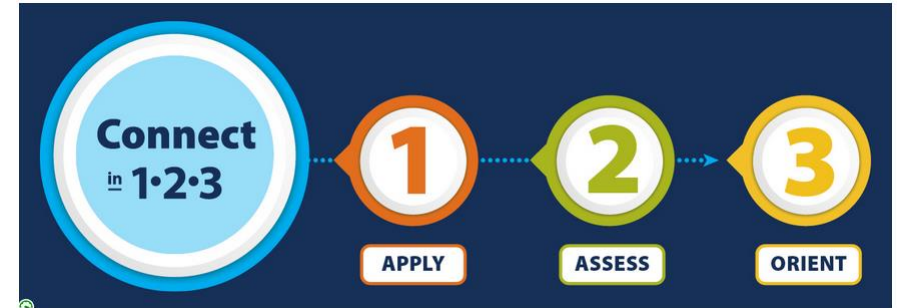 Connect
in 1•2•3
1
2
3
APPLY
ASSESS
ORIENT